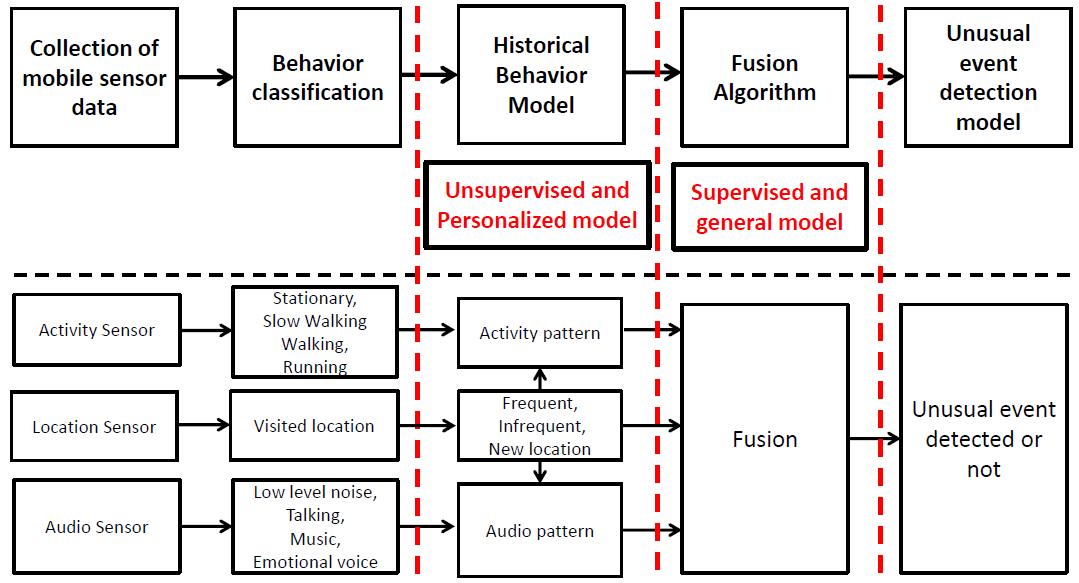 Collection of
mobile sensor
data
Behavior
classification
Historical
Behavior
Model
Fusion
Algorithm
Unusual
event
detection
model
Unsupervised and
Personalized model
Supervised and
general model
Activity Sensor
Stationary,
Slow Walking
Walking,
Running
Activity pattern
Location Sensor
Visited location
Frequent,
Infrequent,
New location
Audio Sensor
Low level noise,
Talking,
Music,
Emotional voice
Audio pattern
Fusion
Unusual event
detected or
not